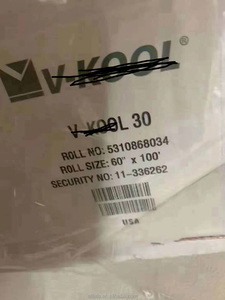 V-KOOL®
V-KOOL 30
ROLL NO: 5310868034
ROLL SIZE: 60" x 100'
SECURITY NO: 11-336262
USA